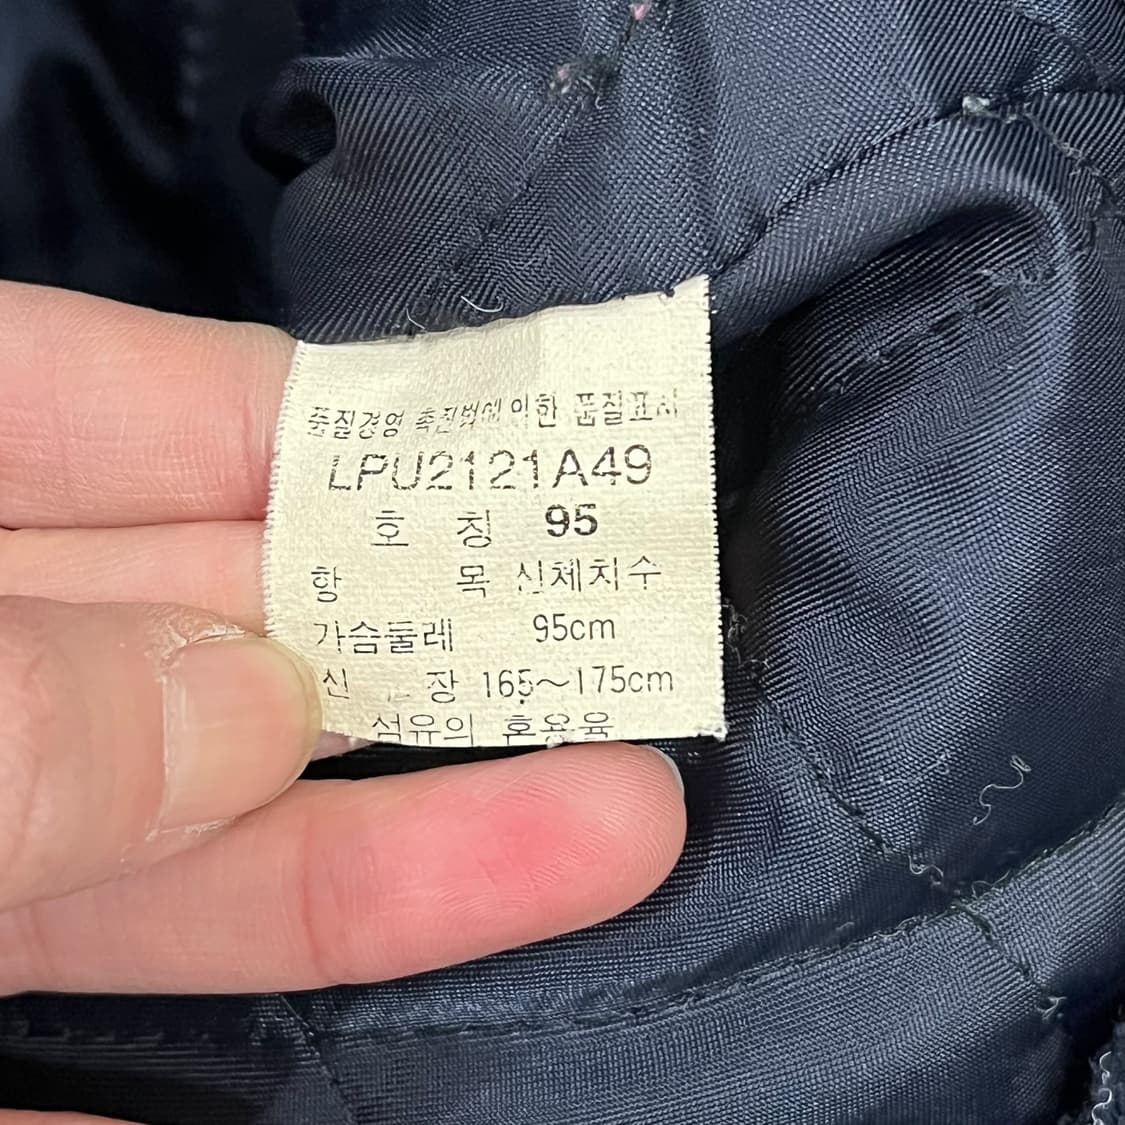 품질경영 촉진법에 의한 품질표시
LPU2121A49
호 칭 95
항 목 신체치수
가슴둘레 95cm
신 장 165~175cm
섬유의 혼용율